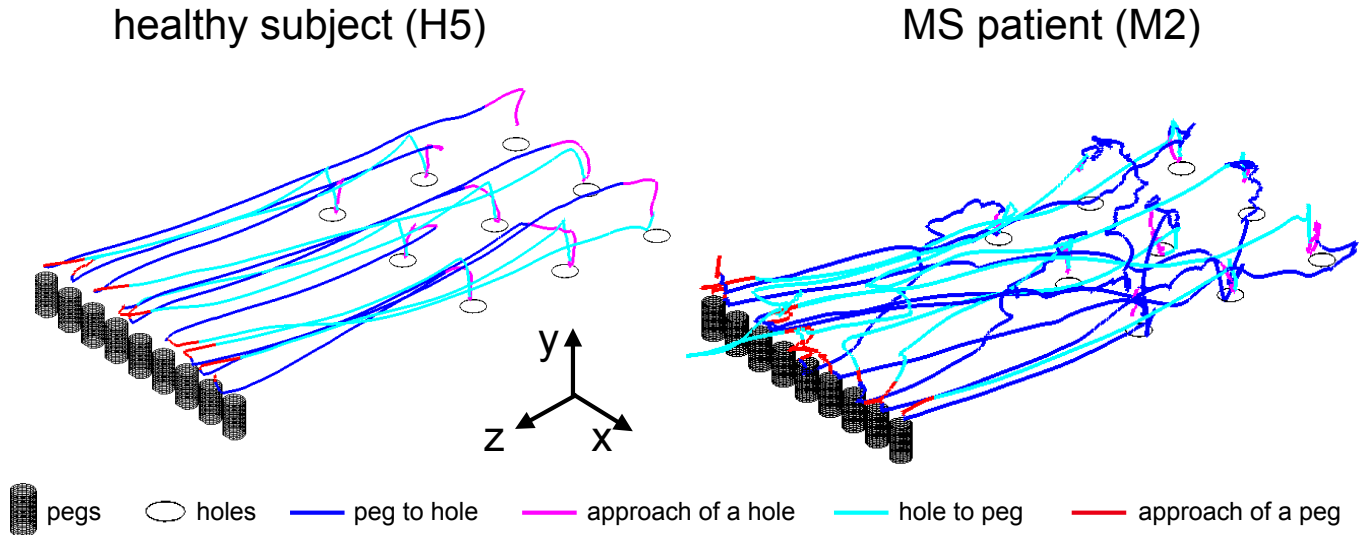 healthy subject (H5)
MS patient (M2)
y
z
x
pegs
holes
peg to hole
approach of a hole
hole to peg
approach of a peg